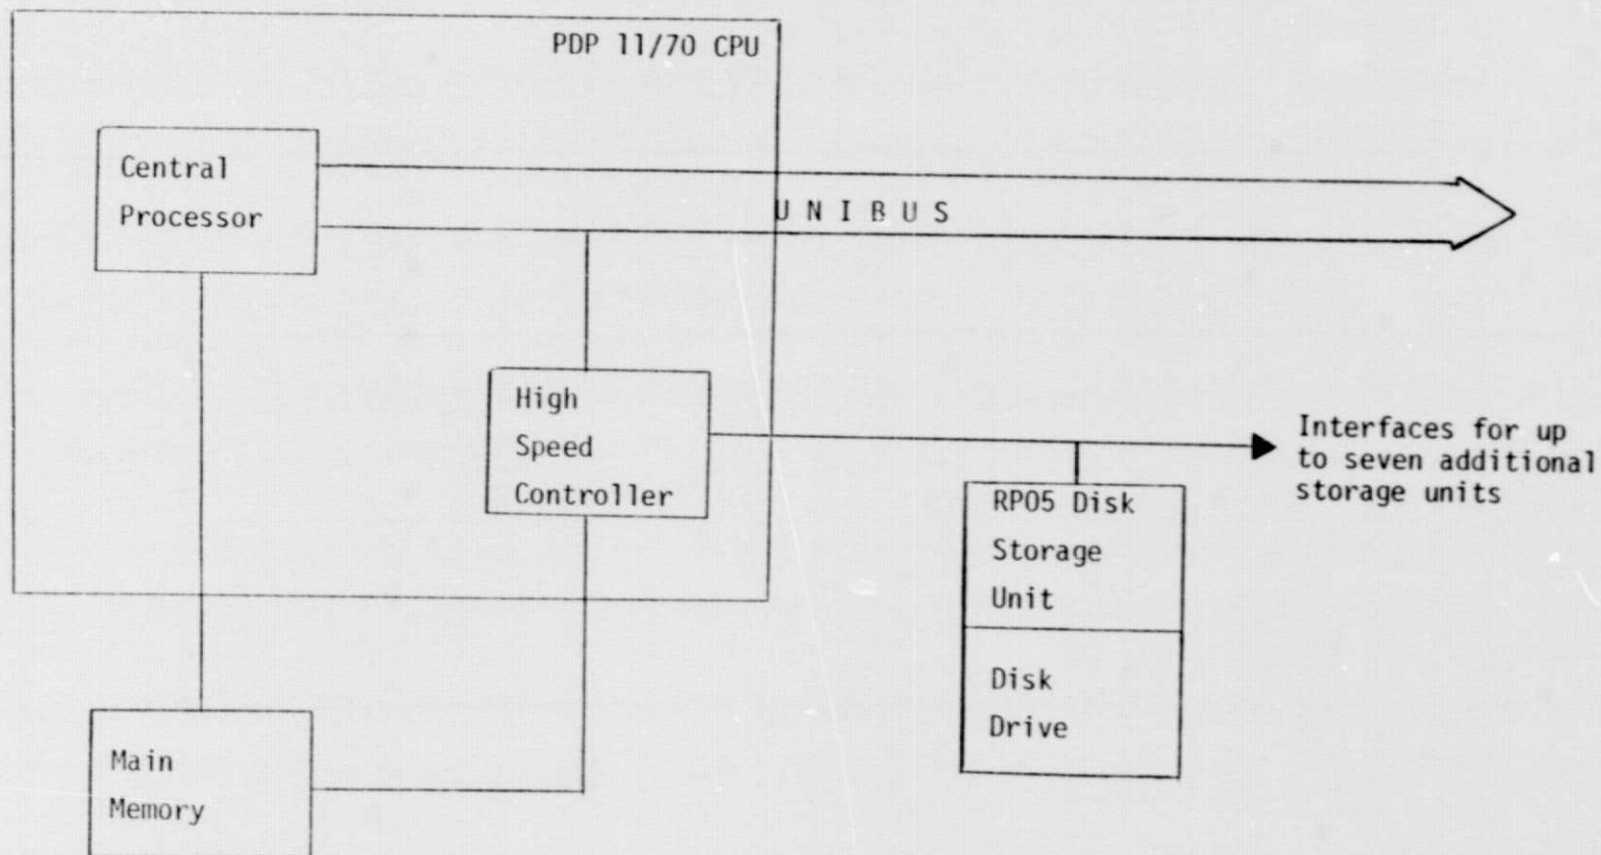 PDP 11/70 CPU
Central
Processor
U N I B U S
High
Speed
Controller
Interfaces for up
to seven additional
storage units
RP05 Disk
Storage
Unit
Disk
Drive
Main
Memory